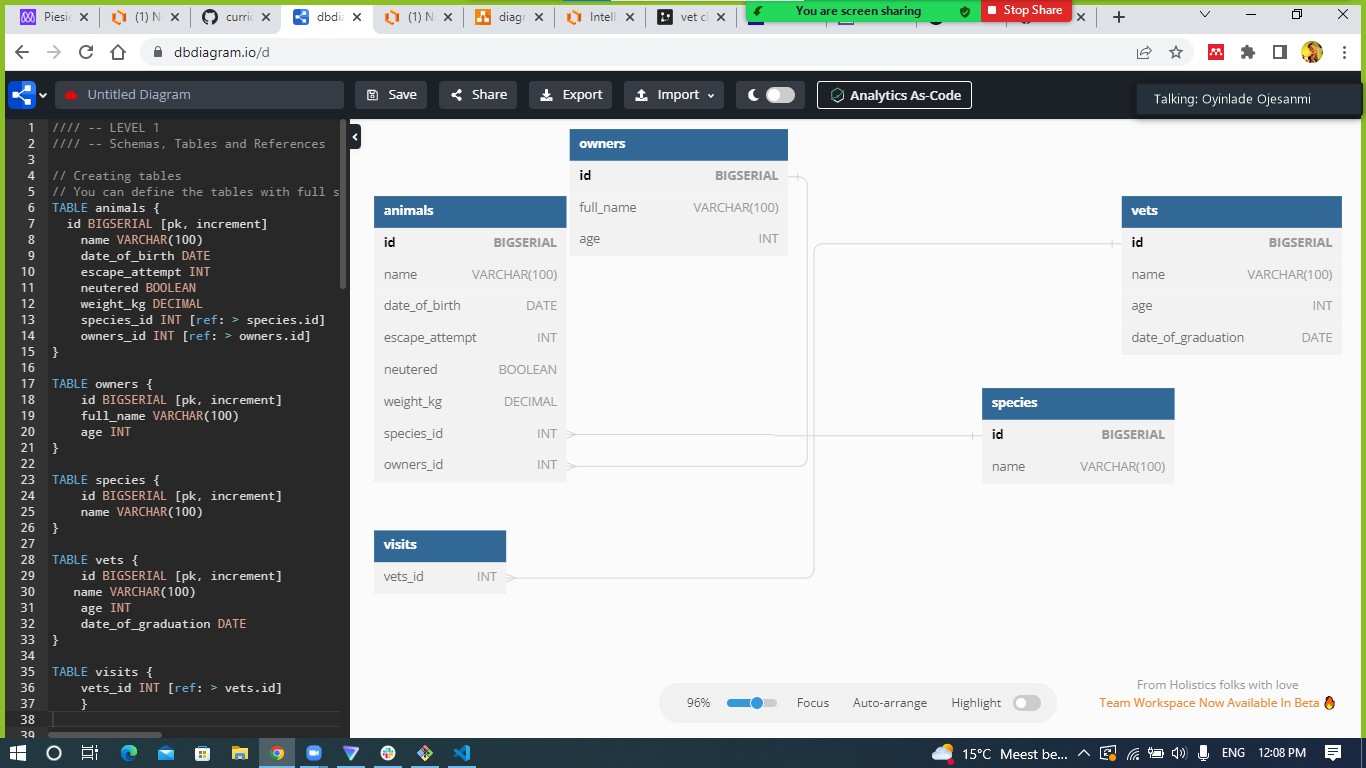 Piesie
(1) N
curric
dbdia
(1) N
diagr
Intell
vet cl
You are screen sharing
Stop Share
dbdiagram.io/d
Untitled Diagram
Save
Share
Export
Import
Analytics As-Code
Talking: Oyinlade Ojesanmi
1 //// -- LEVEL 1
2 //// -- Schemas, Tables and References
3
4 // Creating tables
5 // You can define the tables with full s
6 TABLE animals {
7 id BIGSERIAL [pk, increment]
8 name VARCHAR(100)
9 date_of_birth DATE
10 escape_attempt INT
11 neutered BOOLEAN
12 weight_kg DECIMAL
13 species_id INT [ref: > species.id]
14 owners_id INT [ref: > owners.id]
15 }
16
17 TABLE owners {
18 id BIGSERIAL [pk, increment]
19 full_name VARCHAR(100)
20 age INT
21 }
22
23 TABLE species {
24 id BIGSERIAL [pk, increment]
25 name VARCHAR(100)
26 }
27
28 TABLE vets {
29 id BIGSERIAL [pk, increment]
30 name VARCHAR(100)
31 age INT
32 date_of_graduation DATE
33 }
34
35 TABLE visits {
36 vets_id INT [ref: > vets.id]
37 }
38
39
owners
id BIGSERIAL
full_name VARCHAR(100)
age INT
animals
id BIGSERIAL
name VARCHAR(100)
date_of_birth DATE
escape_attempt INT
neutered BOOLEAN
weight_kg DECIMAL
species_id INT
owners_id INT
vets
id BIGSERIAL
name VARCHAR(100)
age INT
date_of_graduation DATE
species
id BIGSERIAL
name VARCHAR(100)
visits
vets_id INT
96%
Focus
Auto-arrange
Highlight
From Holistics folks with love
Team Workspace Now Available In Beta
15°C Meest be...
ENG
12:08 PM